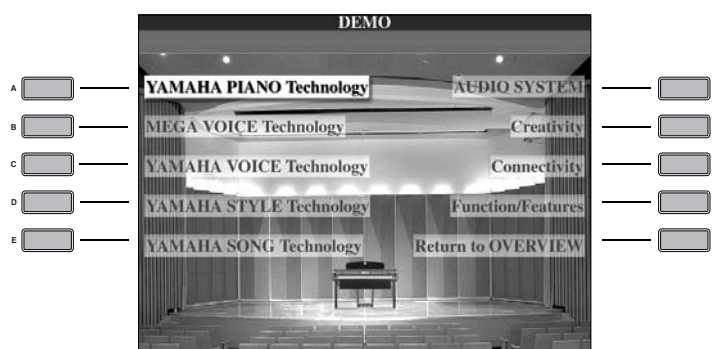 DEMO
A YAMAHA PIANO Technology AUDIO SYSTEM
B MEGA VOICE Technology Creativity
C YAMAHA VOICE Technology Connectivity
D YAMAHA STYLE Technology Function/Features
E YAMAHA SONG Technology Return to OVERVIEW